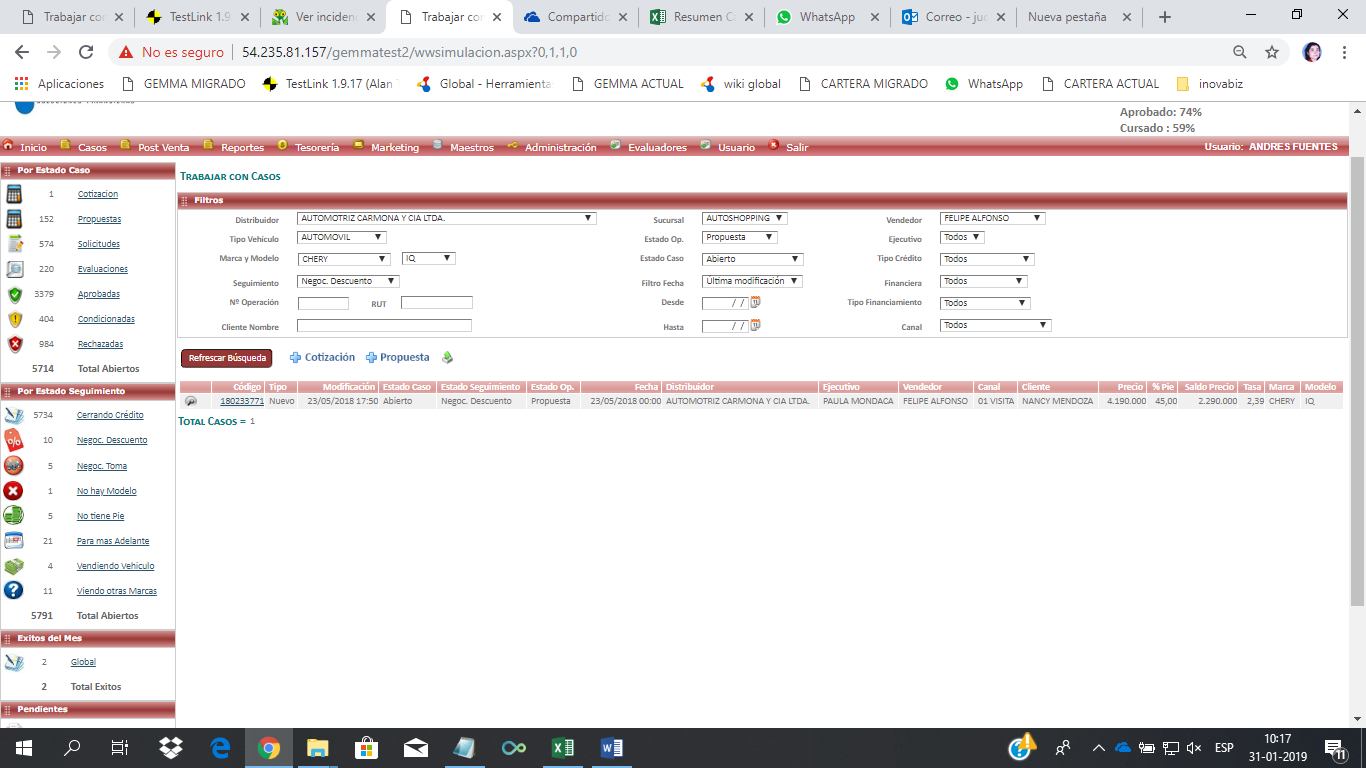 Trabajar con
TestLink 1.9
Ver inciden
Trabajar con
Compartido
Resumen C
WhatsApp
Correo - jud
Nueva pestaña
No es seguro
54.235.81.157/gemmatest2/wwsimulacion.aspx?0,1,1,0
Aplicaciones
GEMMA MIGRADO
TestLink 1.9.17 (Alan
Global - Herramienta
GEMMA ACTUAL
wiki global
CARTERA MIGRADO
WhatsApp
CARTERA ACTUAL
inovabiz
Aprobado: 74%
Cursado : 59%
Inicio Casos Post Venta Reportes Tesorería Marketing Maestros Administración Evaluadores Usuario Salir
Usuario: ANDRES FUENTES
Por Estado Caso
1 Cotizacion
152 Propuestas
574 Solicitudes
220 Evaluaciones
3379 Aprobadas
404 Condicionadas
984 Rechazadas
5714 Total Abiertos
Por Estado Seguimiento
5734 Cerrando Crédito
10 Negoc. Descuento
5 Negoc. Toma
1 No hay Modelo
5 No tiene Pie
21 Para mas Adelante
4 Vendiendo Vehículo
11 Viendo otras Marcas
5791 Total Abiertos
Exitos del Mes
2 Global
2 Total Exitos
Pendientes
Trabajar con Casos
Filtros
Distribuidor AUTOMOTRIZ CARMONA Y CIA LTDA. Sucursal AUTOSHOPPING Vendedor FELIPE ALFONSO
Tipo Vehículo AUTOMOVIL Estado Op. Propuesta Ejecutivo Todos
Marca y Modelo CHERY IQ Estado Caso Abierto Tipo Crédito Todos
Seguimiento Negoc. Descuento Filtro Fecha Última modificación Financiera Todos
Nº Operación RUT Desde / / Tipo Financiamiento Todos
Cliente Nombre Hasta / / Canal Todos
Refrescar Búsqueda Cotización Propuesta
Código Tipo Modificación Estado Caso Estado Seguimiento Estado Op. Fecha Distribuidor Ejecutivo Vendedor Canal Cliente Precio % Pie Saldo Precio Tasa Marca Modelo
180233771 Nuevo 23/05/2018 17:50 Abierto Negoc. Descuento Propuesta 23/05/2018 00:00 AUTOMOTRIZ CARMONA Y CIA LTDA. PAULA MONDACA FELIPE ALFONSO 01 VISITA NANCY MENDOZA 4.190.000 45,00 2.290.000 2,39 CHERY IQ
Total Casos = 1
ESP
10:17
31-01-2019
11